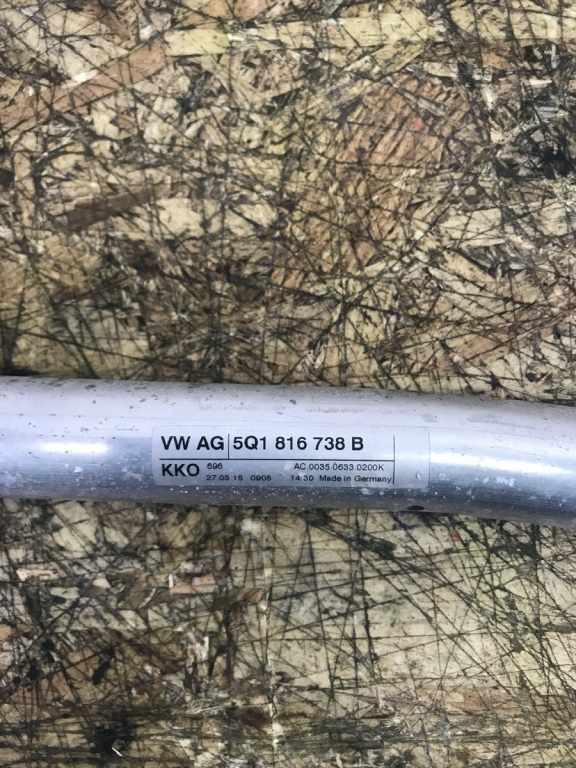 VW AG 5Q1 816 738 B
KKO 696 AC.0035.0633.0200K
27.03.15 0906 14:30 Made in Germany